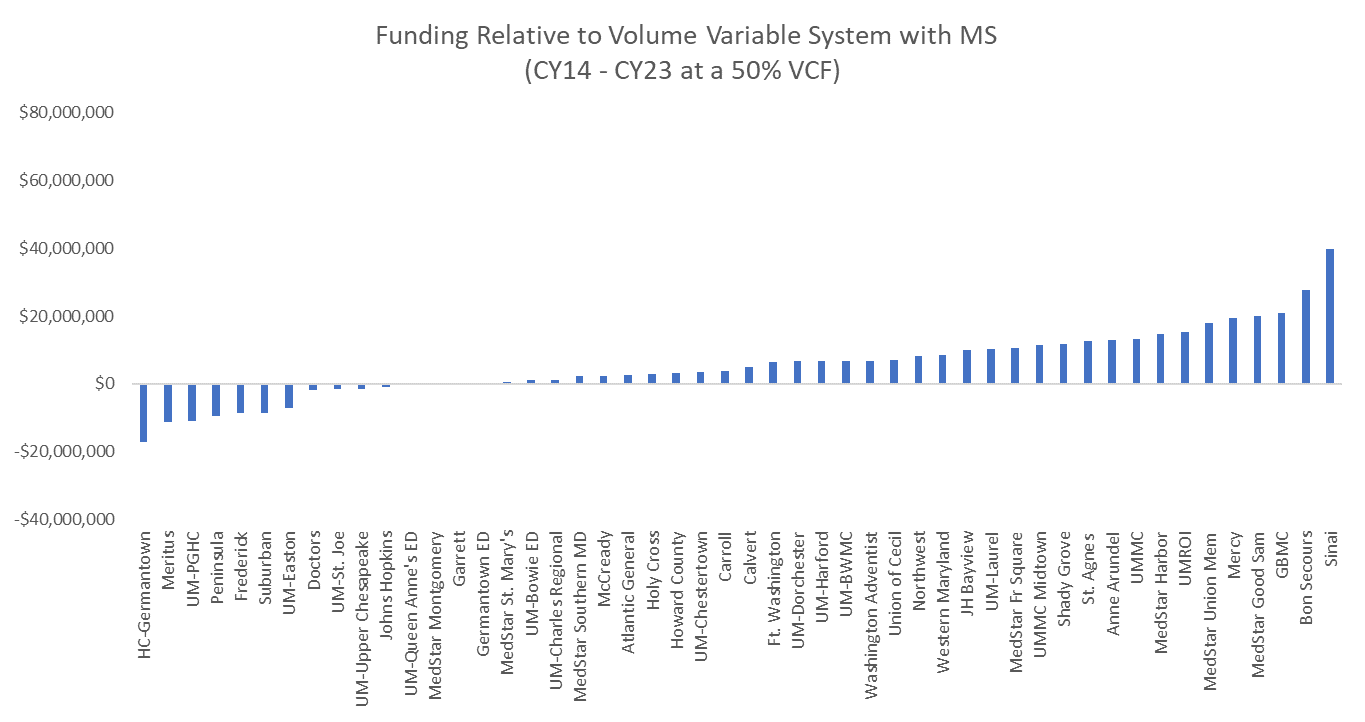 Funding Relative to Volume Variable System with MS
(CY14 - CY23 at a 50% VCF)
$80,000,000
$60,000,000
$40,000,000
$20,000,000
$0
-$20,000,000
-$40,000,000
HC-Germantown
Meritus
UM-PGHC
Peninsula
Frederick
Suburban
UM-Easton
Doctors
UM-St. Joe
UM-Upper Chesapeake
Johns Hopkins
UM-Queen Anne's ED
MedStar Montgomery
Garrett
Germantown ED
MedStar St. Mary's
UM-Bowie ED
UM-Charles Regional
MedStar Southern MD
McCready
Atlantic General
Holy Cross
Howard County
UM-Chestertown
Carroll
Calvert
Ft. Washington
UM-Dorchester
UM-Harford
UM-BWMC
Washington Adventist
Union of Cecil
Northwest
Western Maryland
JH Bayview
UM-Laurel
MedStar Fr Square
UMMC Midtown
Shady Grove
St. Agnes
Anne Arundel
UMMC
MedStar Harbor
UMROI
MedStar Union Mem
Mercy
MedStar Good Sam
GBMC
Bon Secours
Sinai